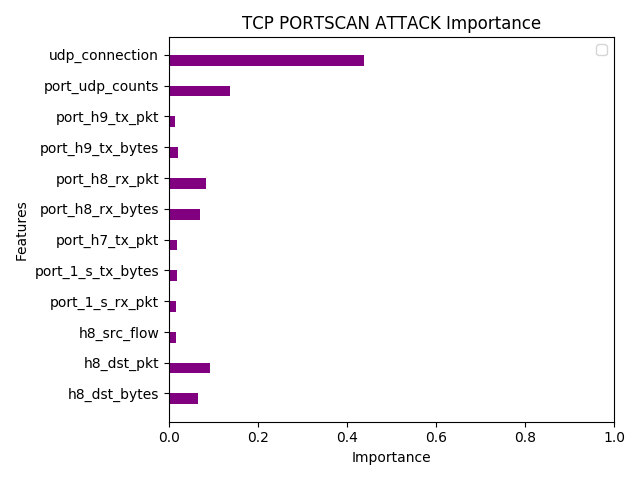 TCP PORTSCAN ATTACK Importance
udp_connection
port_udp_counts
port_h9_tx_pkt
port_h9_tx_bytes
port_h8_rx_pkt
port_h8_rx_bytes
port_h7_tx_pkt
port_1_s_tx_bytes
port_1_s_rx_pkt
h8_src_flow
h8_dst_pkt
h8_dst_bytes
Features
0.0 0.2 0.4 0.6 0.8 1.0
Importance